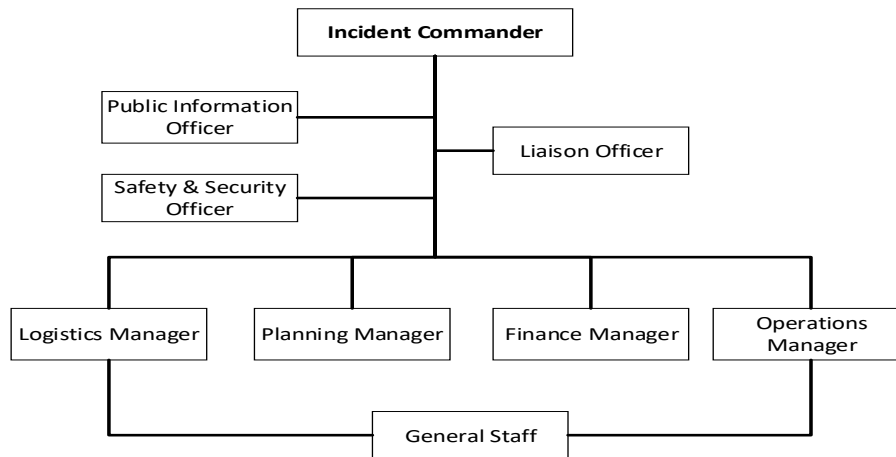 Incident Commander
Public Information
Officer
Liaison Officer
Safety & Security
Officer
Logistics Manager
Planning Manager
Finance Manager
Operations
Manager
General Staff